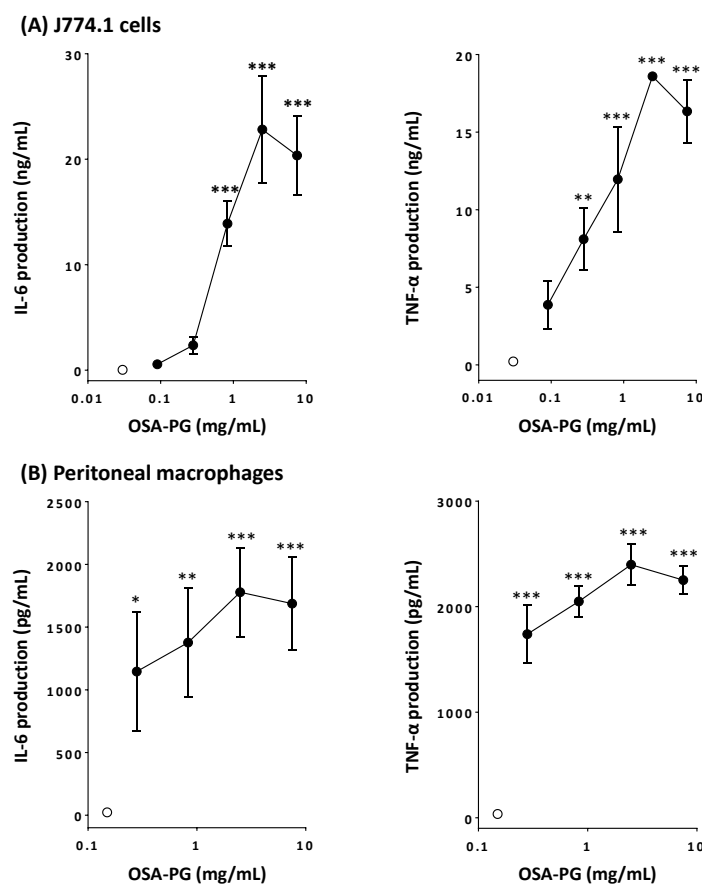 (A) J774.1 cells
IL-6 production (ng/mL)
30
20
10
0
*** *** ***
0.01 0.1 1 10
OSA-PG (mg/mL)
TNF-α production (ng/mL)
20
15
10
5
0
** *** *** ***
0.01 0.1 1 10
OSA-PG (mg/mL)
(B) Peritoneal macrophages
IL-6 production (pg/mL)
2500
2000
1500
1000
500
0
* ** *** ***
0.1 1 10
OSA-PG (mg/mL)
TNF-α production (pg/mL)
3000
2000
1000
0
*** *** *** ***
0.1 1 10
OSA-PG (mg/mL)